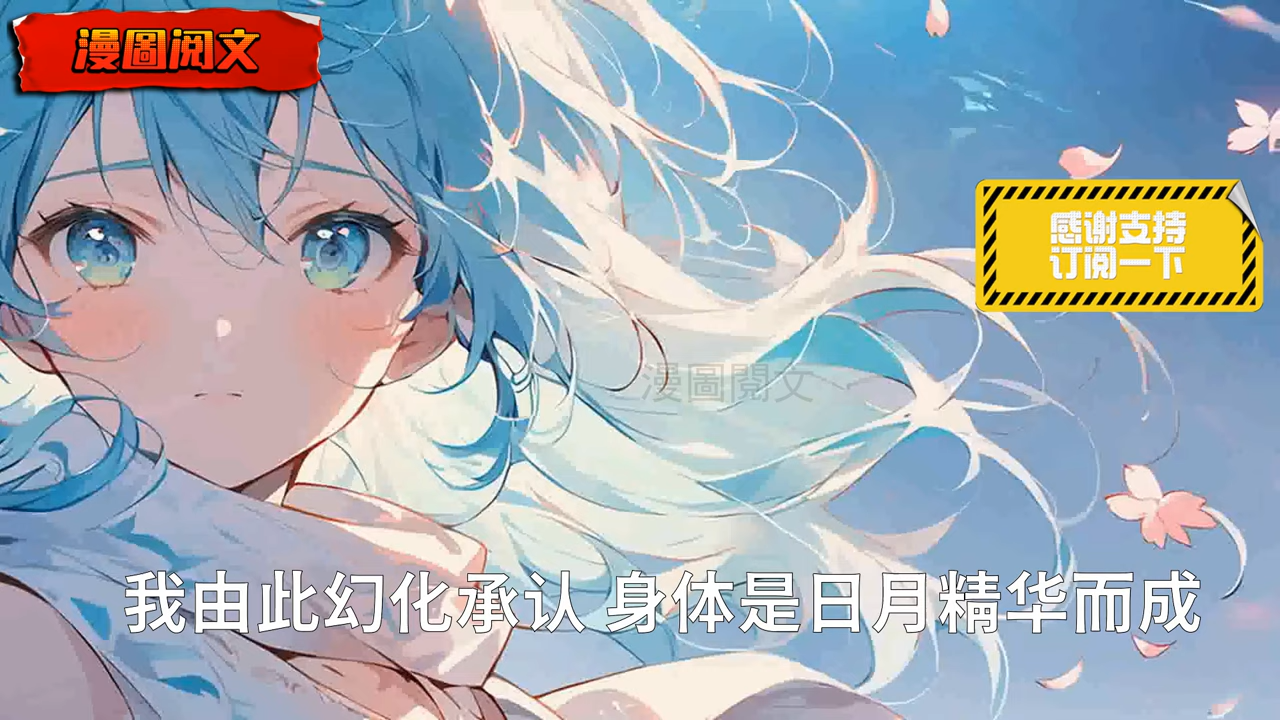 漫圖阅文
感谢支持
订阅一下
漫圖閱文
我由此幻化承认 身体是日月精华而成